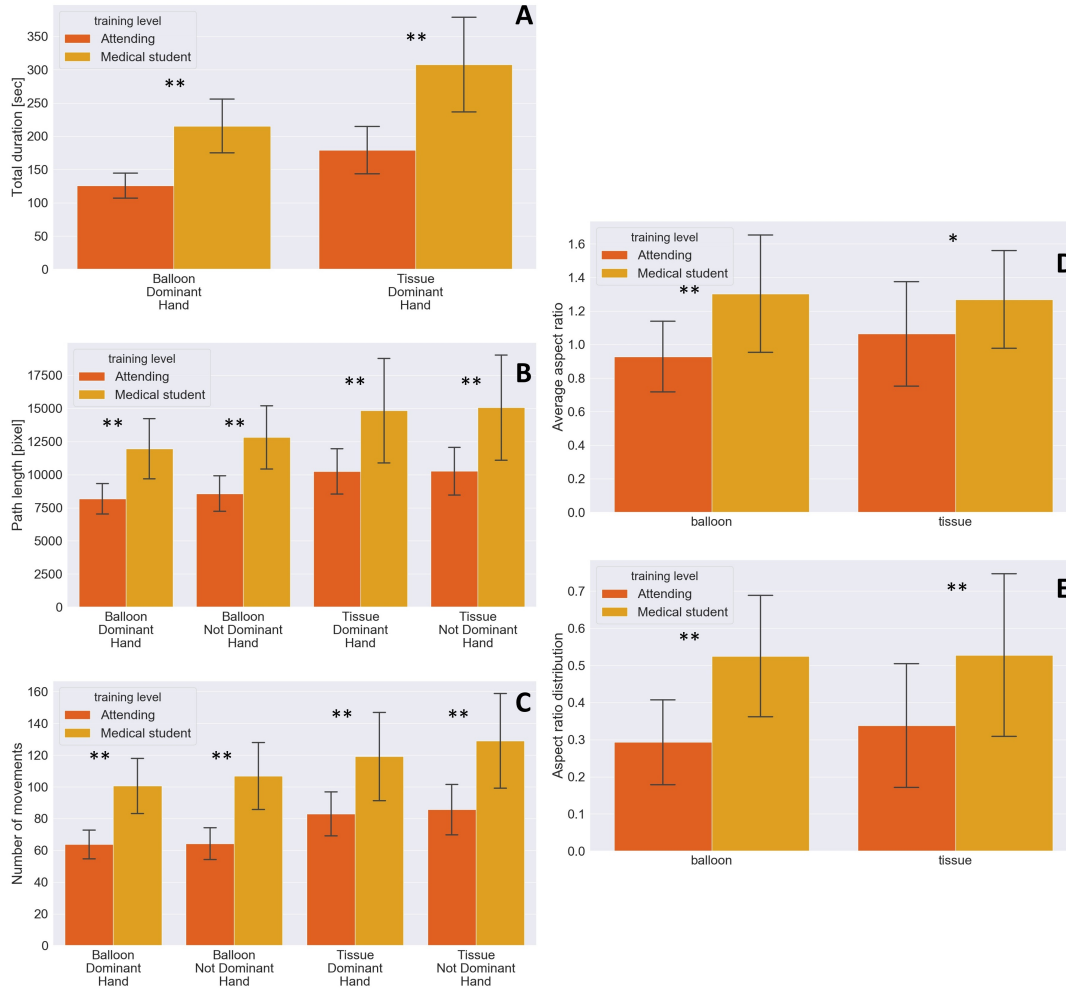 A
training level
Attending
Medical student
Total duration [sec]
350
300
250
200
150
100
50
0
**
**
Balloon
Dominant
Hand
Tissue
Dominant
Hand
B
training level
Attending
Medical student
Path length [pixel]
17500
15000
12500
10000
7500
5000
2500
0
**
**
**
**
Balloon
Dominant
Hand
Balloon
Not Dominant
Hand
Tissue
Dominant
Hand
Tissue
Not Dominant
Hand
C
training level
Attending
Medical student
Number of movements
160
140
120
100
80
60
40
20
0
**
**
**
**
Balloon
Dominant
Hand
Balloon
Not Dominant
Hand
Tissue
Dominant
Hand
Tissue
Not Dominant
Hand
D
training level
Attending
Medical student
Average aspect ratio
1.6
1.4
1.2
1.0
0.8
0.6
0.4
0.2
0.0
**
*
balloon
tissue
E
training level
Attending
Medical student
Aspect ratio distribution
0.7
0.6
0.5
0.4
0.3
0.2
0.1
0.0
**
**
balloon
tissue